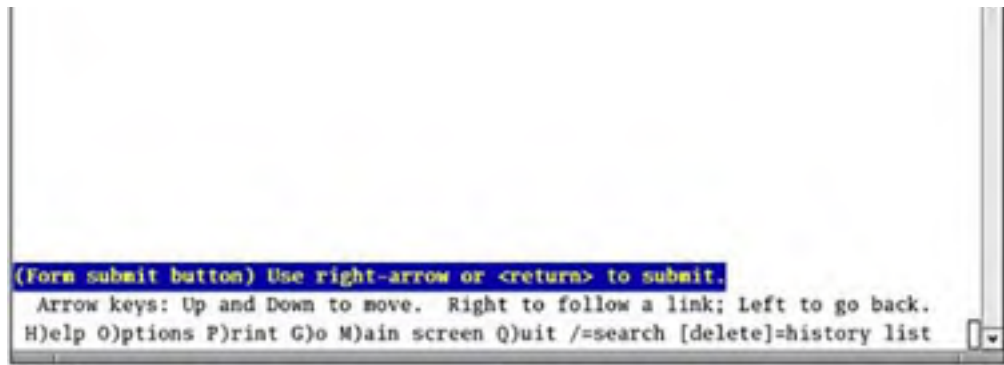 (Form submit button) Use right-arrow or <return> to submit.
Arrow keys: Up and Down to move. Right to follow a link; Left to go back.
H)elp O)ptions P)rint G)o M)ain screen Q)uit /=search [delete]=history list